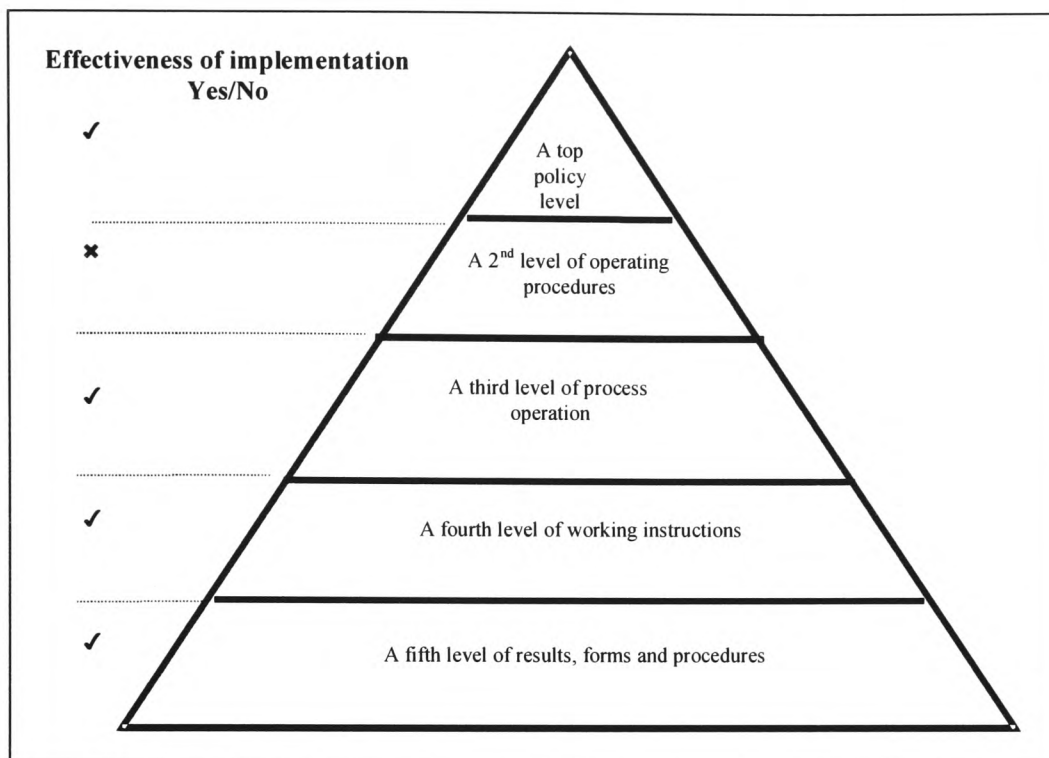 Effectiveness of implementation
Yes/No
✓
A top
policy
level
✖
A 2nd level of operating
procedures
✓
A third level of process
operation
✓
A fourth level of working instructions
✓
A fifth level of results, forms and procedures